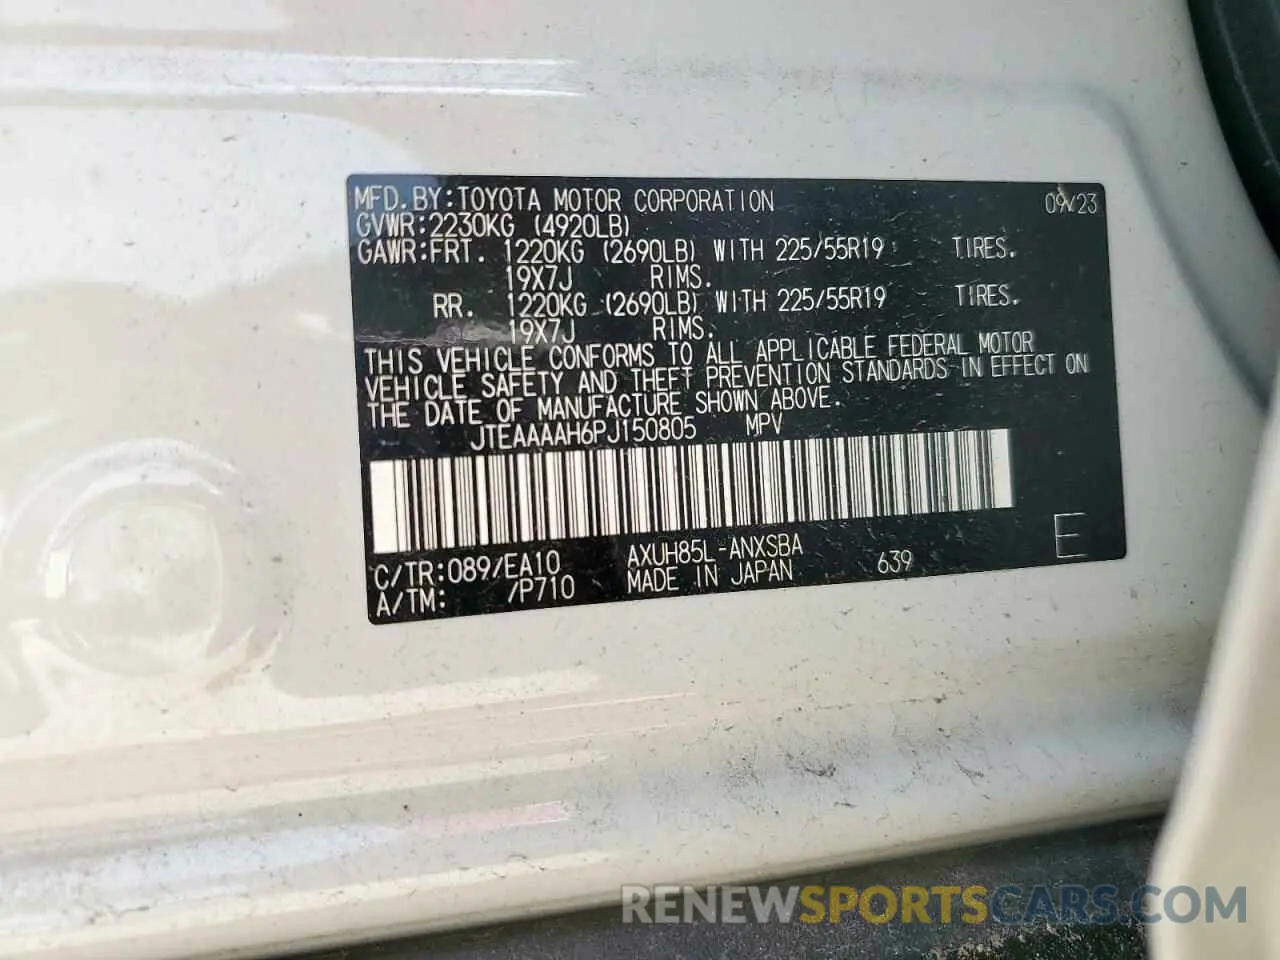 MFD.BY:TOYOTA MOTOR CORPORATION 09/23
GVWR:2230KG (4920LB)
GAWR:FRT. 1220KG (2690LB) WITH 225/55R19 TIRES.
19X7J RIMS.
RR. 1220KG (2690LB) WITH 225/55R19 TIRES.
19X7J RIMS.
THIS VEHICLE CONFORMS TO ALL APPLICABLE FEDERAL MOTOR
VEHICLE SAFETY AND THEFT PREVENTION STANDARDS IN EFFECT ON
THE DATE OF MANUFACTURE SHOWN ABOVE.
JTEAAAAH6PJ150805 MPV
C/TR:089/EA10 AXUH85L-ANXSBA 639 E
A/TM: /P710 MADE IN JAPAN
RENEWSPORTSCARS.COM